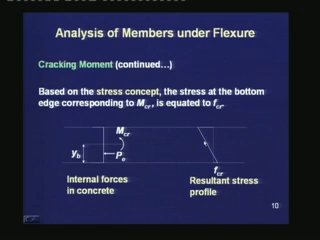 Analysis of Members under Flexure
Cracking Moment (continued…)
Based on the stress concept, the stress at the bottom
edge corresponding to Mcr, is equated to fcr.
Mcr
yb
Pe
fcr
Internal forces
in concrete
Resultant stress
profile
10